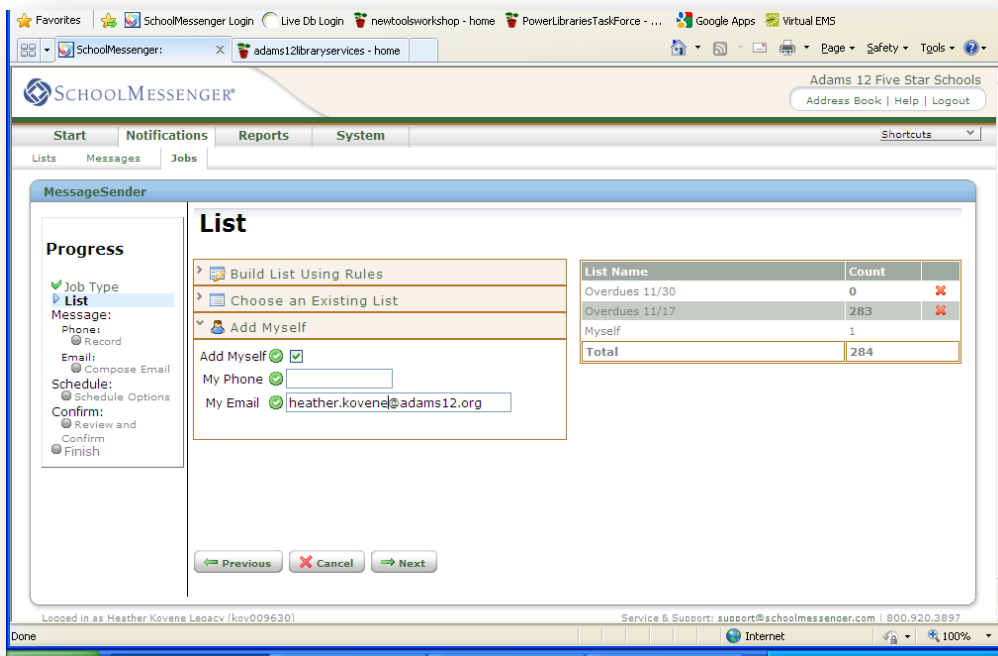 Favorites SchoolMessenger Login Live Db Login newtoolsworkshop - home PowerLibrariesTaskForce - ... Google Apps Virtual EMS
SchoolMessenger: adams12libraryservices - home Page Safety Tools
SCHOOLMESSENGER®
Adams 12 Five Star Schools
Address Book | Help | Logout
Start Notifications Reports System Shortcuts
Lists Messages Jobs
MessageSender
Progress
Job Type
List
Message:
Phone:
Record
Email:
Compose Email
Schedule:
Schedule Options
Confirm:
Review and
Confirm
Finish
List
Build List Using Rules
Choose an Existing List
Add Myself
Add Myself
My Phone
My Email heather.kovene@adams12.org
List Name Count
Overdues 11/30 0
Overdues 11/17 283
Myself 1
Total 284
Previous Cancel Next
Logged in as Heather Kovene Legacy (kov009630)
Service & Support: support@schoolmessenger.com | 800.920.3897
Done Internet 100%